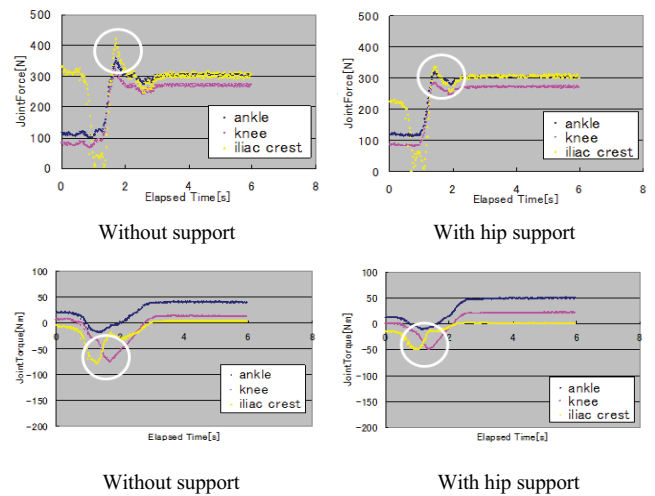 500
400
300
200
100
0
JointForce[N]
0 2 4 6 8
Elapsed Time[s]
ankle
knee
iliac crest
Without support
500
400
300
200
100
0
JointForce[N]
0 2 4 6 8
Elapsed Time[s]
ankle
knee
iliac crest
With hip support
100
50
0
-50
-100
-150
-200
JointTorque[Nm]
0 2 4 6 8
ankle
knee
iliac crest
Elapsed Time[s]
Without support
100
50
0
-50
-100
-150
-200
JointTorque[Nm]
0 2 4 6 8
ankle
knee
iliac crest
Elapsed Time[s]
With hip support